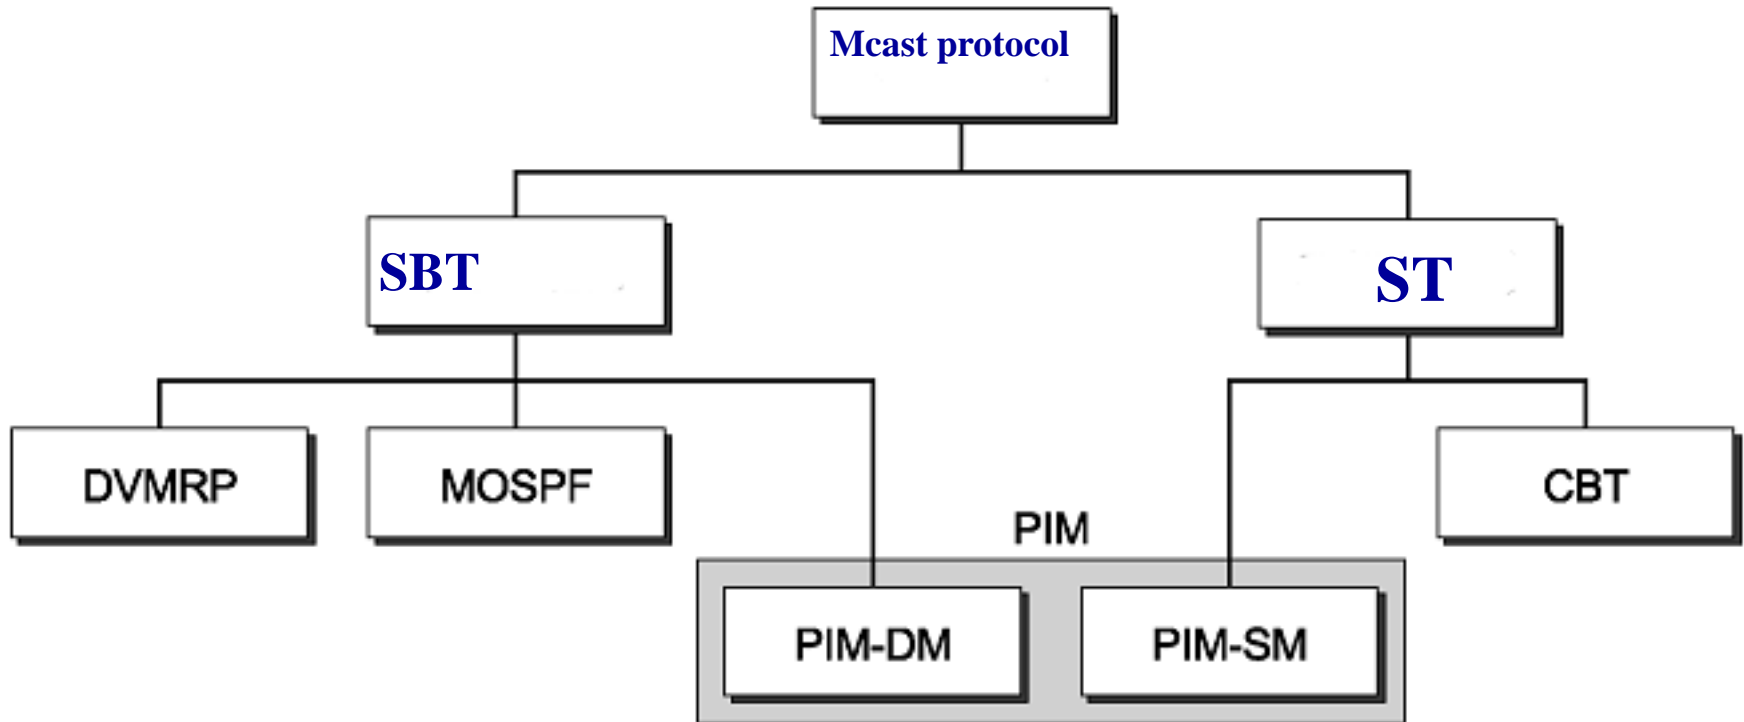 Mcast protocol
SBT
ST
DVMRP
MOSPF
CBT
PIM
PIM-DM
PIM-SM